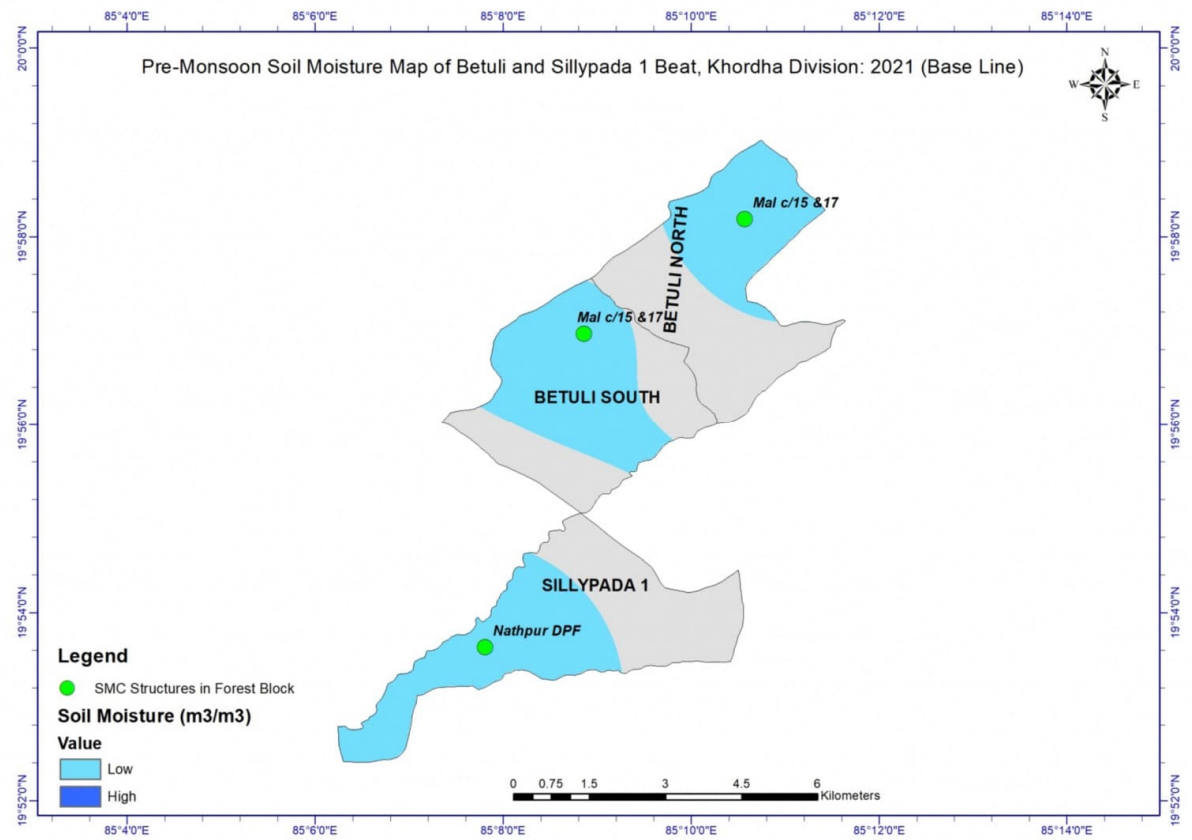 85°4'0"E 85°6'0"E 85°8'0"E 85°10'0"E 85°12'0"E 85°14'0"E
20°0'0"N 20°0'0"N
Pre-Monsoon Soil Moisture Map of Betuli and Sillypada 1 Beat, Khordha Division: 2021 (Base Line)
N
W E
S
Mal c/15 &17
BETULI NORTH
19°58'0"N 19°58'0"N
Mal c/15 &17
BETULI SOUTH
19°56'0"N 19°56'0"N
SILLYPADA 1
19°54'0"N 19°54'0"N
Nathpur DPF
Legend
SMC Structures in Forest Block
Soil Moisture (m3/m3)
Value
Low
High
0 0.75 1.5 3 4.5 6
Kilometers
19°52'0"N 19°52'0"N
85°4'0"E 85°6'0"E 85°8'0"E 85°10'0"E 85°12'0"E 85°14'0"E